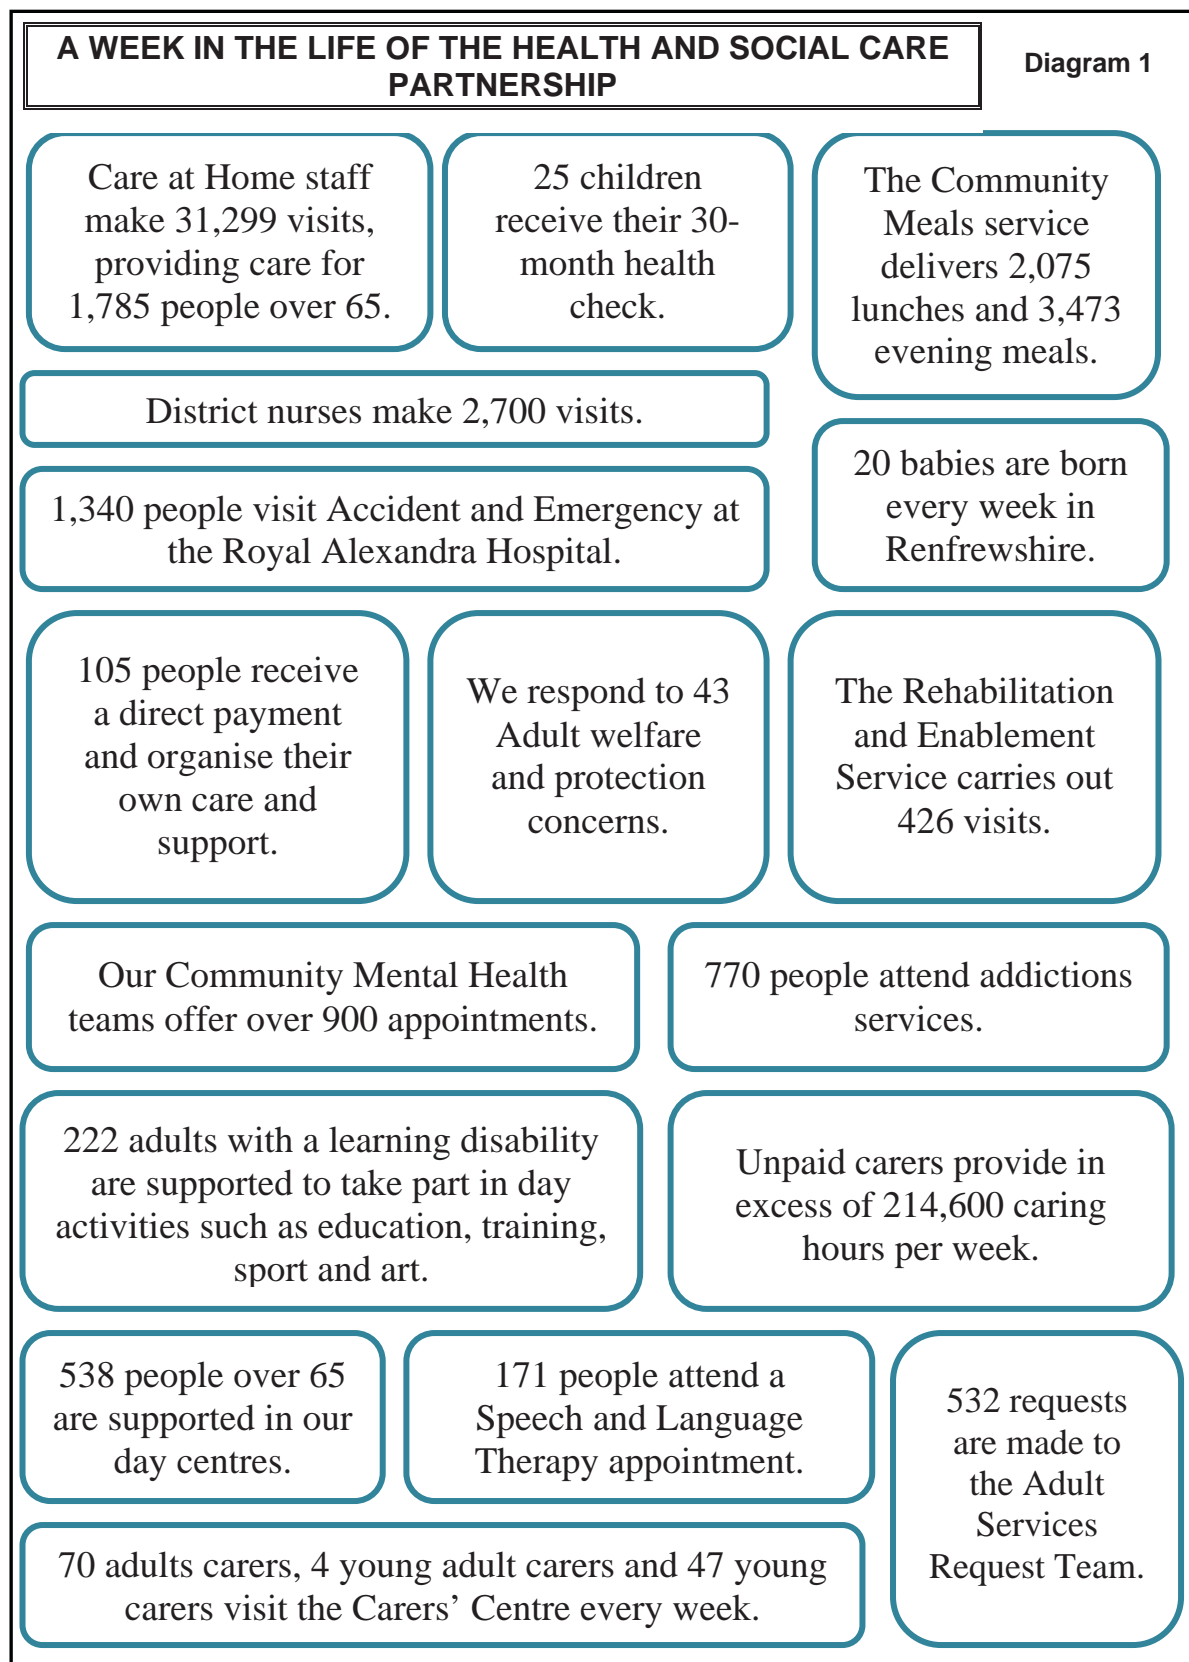 A WEEK IN THE LIFE OF THE HEALTH AND SOCIAL CARE
PARTNERSHIP
Diagram 1
Care at Home staff
make 31,299 visits,
providing care for
1,785 people over 65.
25 children
receive their 30-
month health
check.
The Community
Meals service
delivers 2,075
lunches and 3,473
evening meals.
District nurses make 2,700 visits.
1,340 people visit Accident and Emergency at
the Royal Alexandra Hospital.
20 babies are born
every week in
Renfrewshire.
105 people receive
a direct payment
and organise their
own care and
support.
We respond to 43
Adult welfare
and protection
concerns.
The Rehabilitation
and Enablement
Service carries out
426 visits.
Our Community Mental Health
teams offer over 900 appointments.
770 people attend addictions
services.
222 adults with a learning disability
are supported to take part in day
activities such as education, training,
sport and art.
Unpaid carers provide in
excess of 214,600 caring
hours per week.
538 people over 65
are supported in our
day centres.
171 people attend a
Speech and Language
Therapy appointment.
532 requests
are made to
the Adult
Services
Request Team.
70 adults carers, 4 young adult carers and 47 young
carers visit the Carers’ Centre every week.